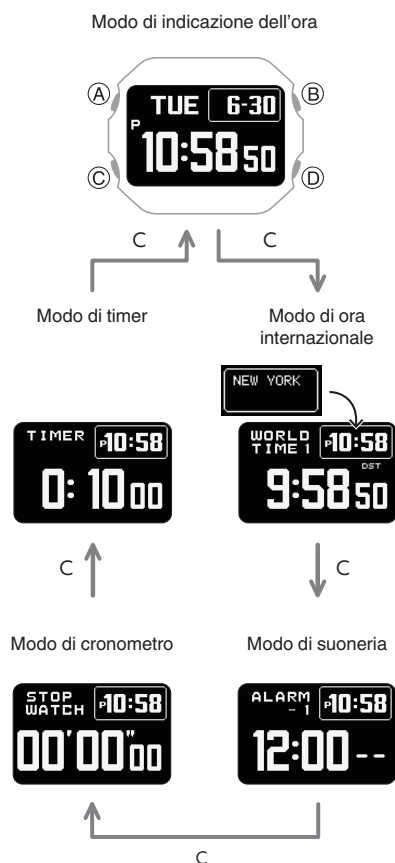 Modo di indicazione dell'ora
A
B
TUE 6-30
P
10:58 50
C
D
C C
Modo di timer
Modo di ora
internazionale
NEW YORK
TIMER P10:58
0:10 00
WORLD
TIME 1
P10:58
DST
9:58 50
C C
Modo di cronometro
Modo di suoneria
STOP
WATCH
P10:58
00'00"00
ALARM
-1
P10:58
12:00 --
C